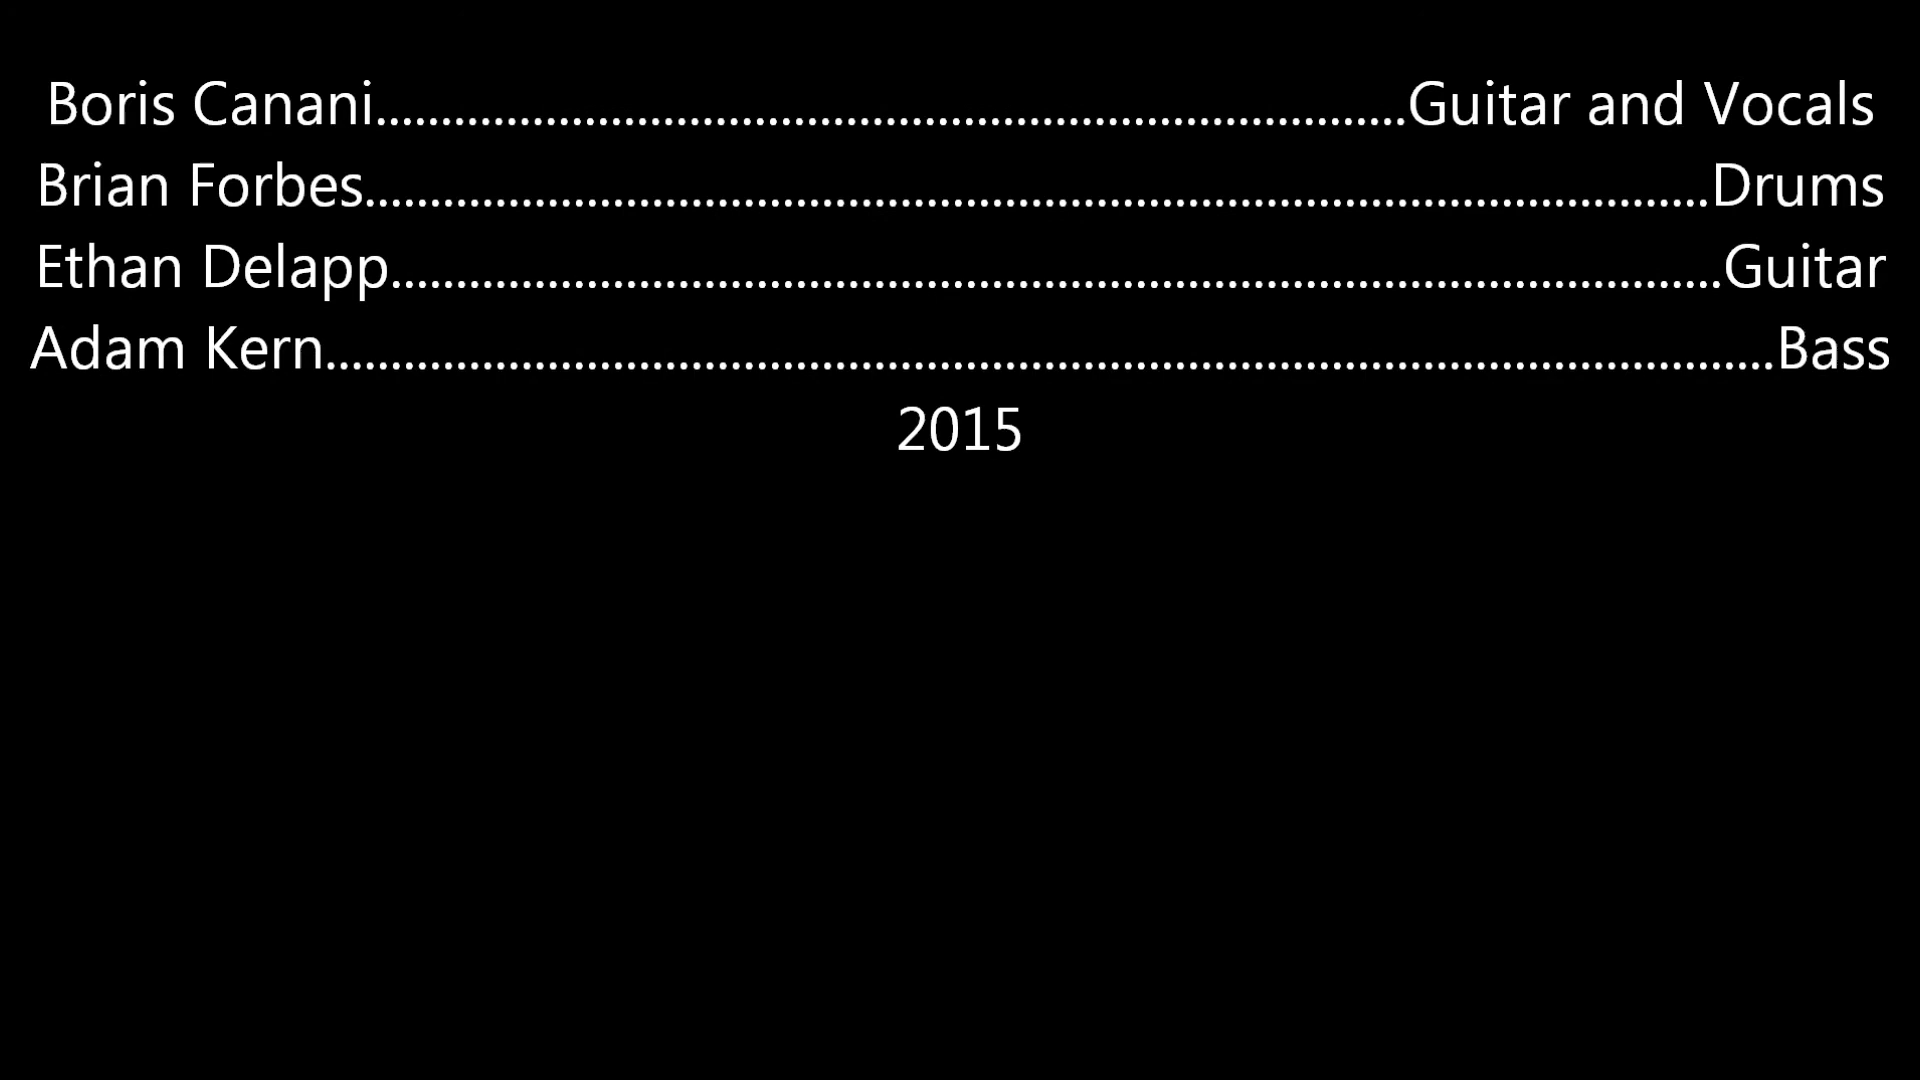 Boris Canani...............................................................................Guitar and Vocals
Brian Forbes.......................................................................................................Drums
Ethan Delapp......................................................................................................Guitar
Adam Kern...............................................................................................................Bass
2015